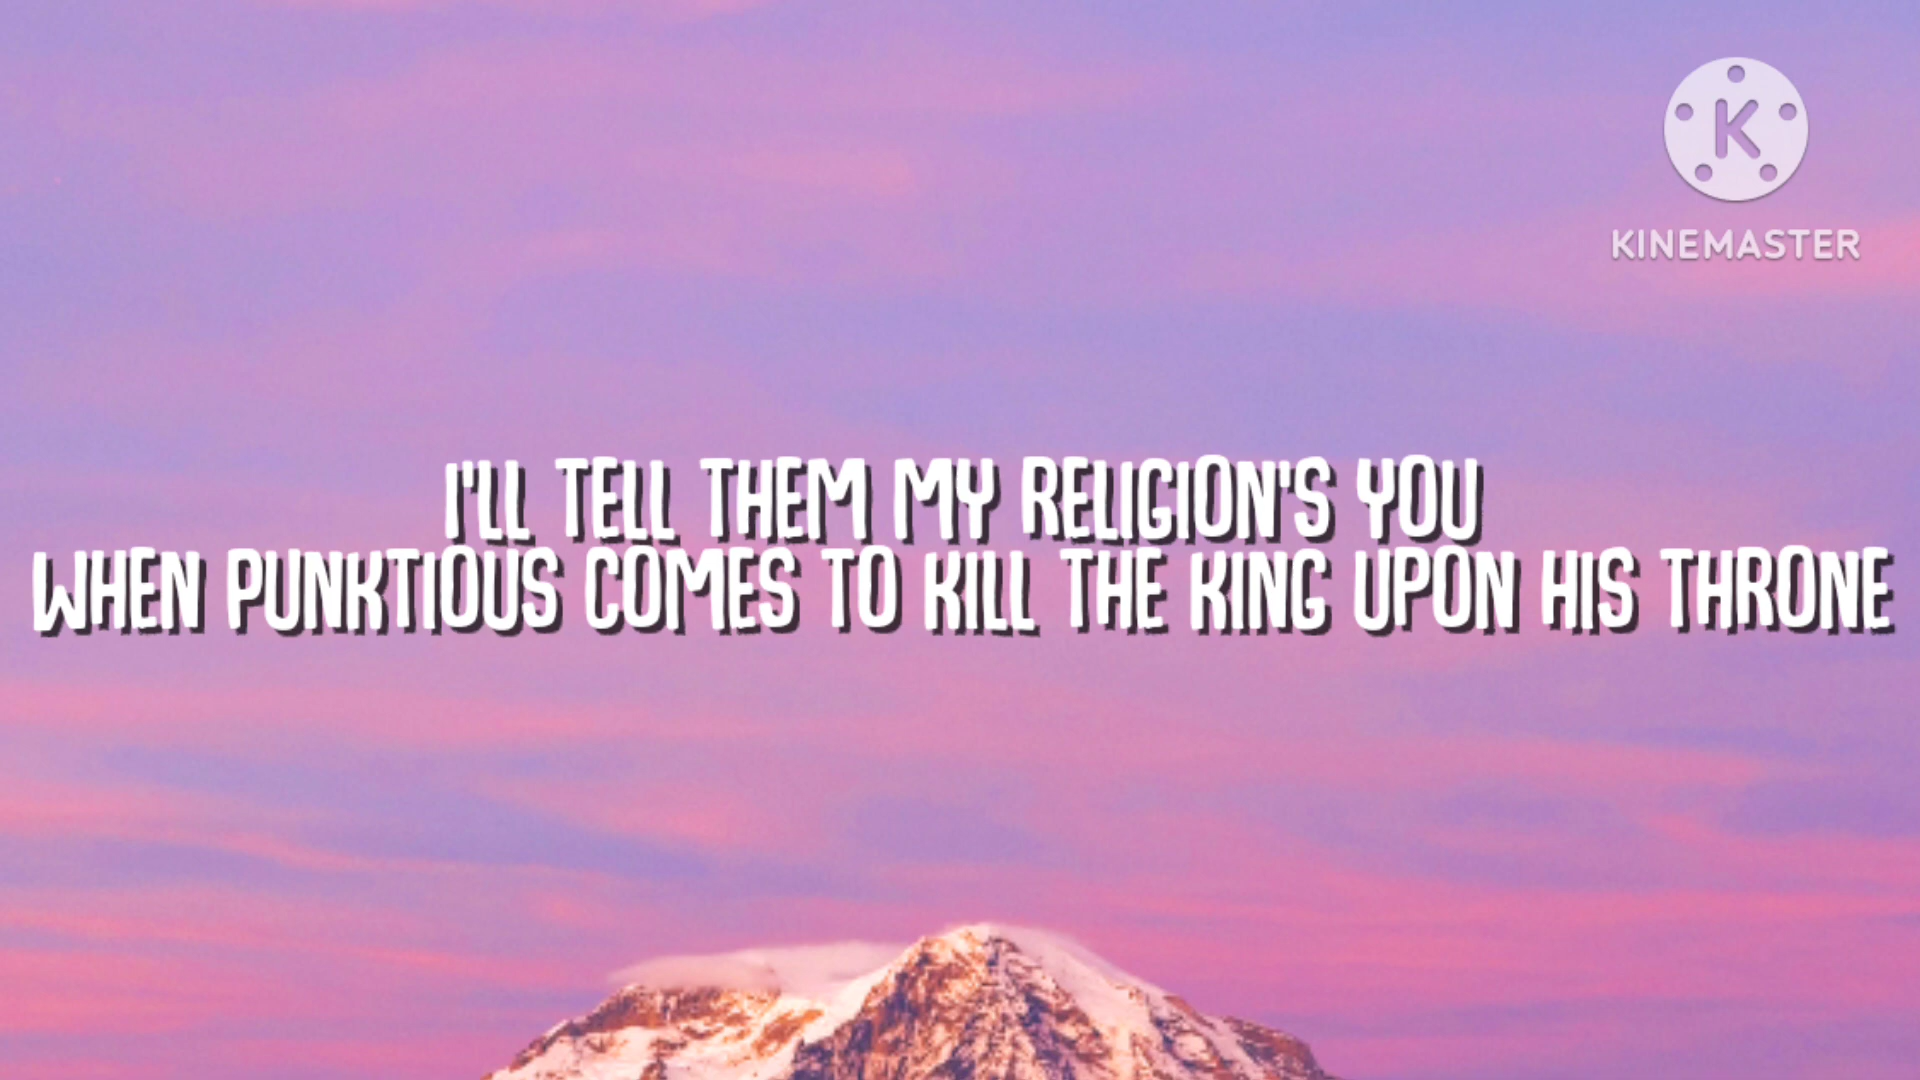 K
KINEMASTER
I'LL TELL THEM MY RELIGION'S YOU
WHEN PUNKTIOUS COMES TO KILL THE KING UPON HIS THRONE